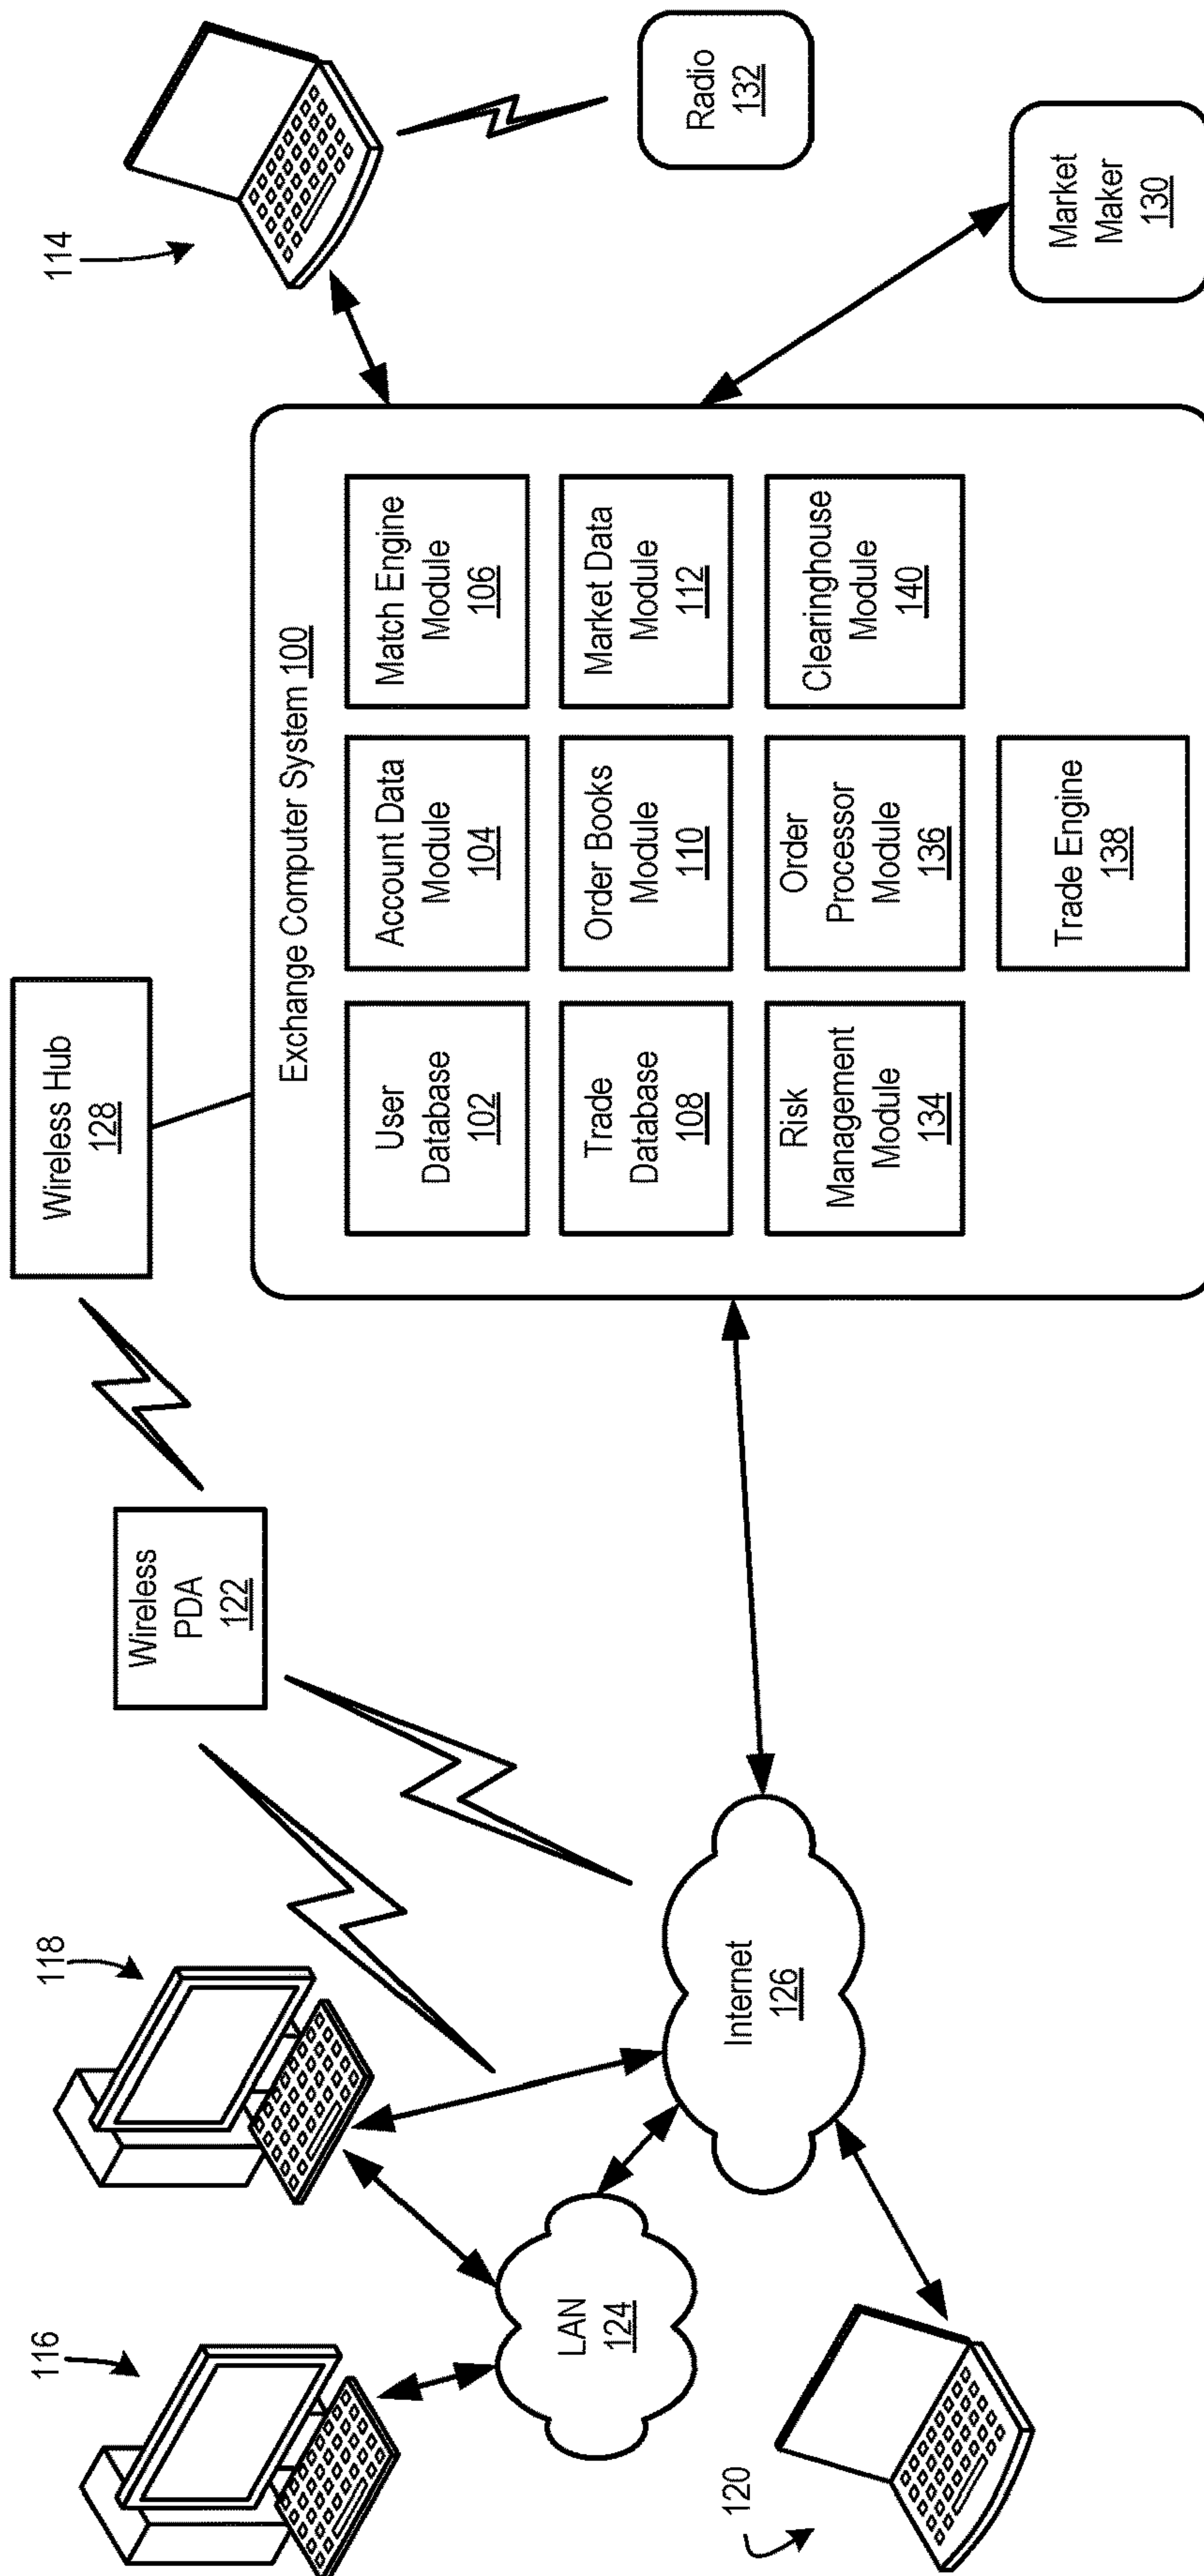 114
Radio
132
Wireless Hub
128
Exchange Computer System 100
User
Database
102
Account Data
Module
104
Match Engine
Module
106
Trade
Database
108
Order Books
Module
110
Market Data
Module
112
Risk
Management
Module
134
Order
Processor
Module
136
Clearinghouse
Module
140
Trade Engine
138
Market
Maker
130
Wireless
PDA
122
118
116
Internet
126
LAN
124
120